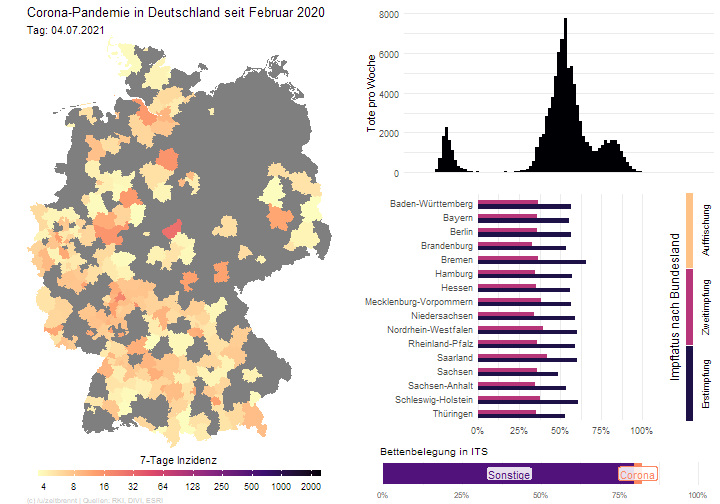 Corona-Pandemie in Deutschland seit Februar 2020
Tag: 04.07.2021
7-Tage Inzidenz
4 8 16 32 64 128 250 500 1000 2000
(c) /u/zeitbrennt | Quellen: RKI, DIVI, ESRI
Tote pro Woche
8000
6000
4000
2000
0
Baden-Württemberg
Bayern
Berlin
Brandenburg
Bremen
Hamburg
Hessen
Mecklenburg-Vorpommern
Niedersachsen
Nordrhein-Westfalen
Rheinland-Pfalz
Saarland
Sachsen
Sachsen-Anhalt
Schleswig-Holstein
Thüringen
0% 25% 50% 75% 100%
Impfstatus nach Bundesland
Auffrischung
Zweitimpfung
Erstimpfung
Bettenbelegung in ITS
Sonstige
Corona
0% 25% 50% 75% 100%